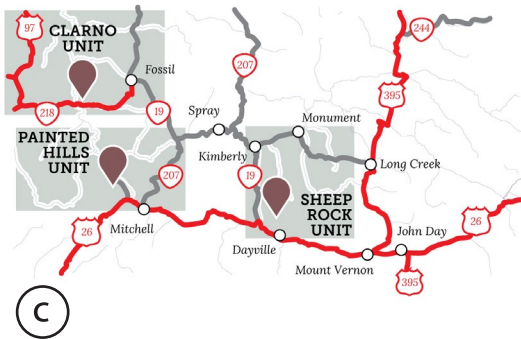 97
CLARNO
UNIT
244
207
Fossil
395
218
19
Spray
Monument
PAINTED
HILLS
UNIT
Kimberly
Long Creek
207
19
SHEEP
ROCK
UNIT
26
Mitchell
Dayville
26
John Day
Mount Vernon
395
C